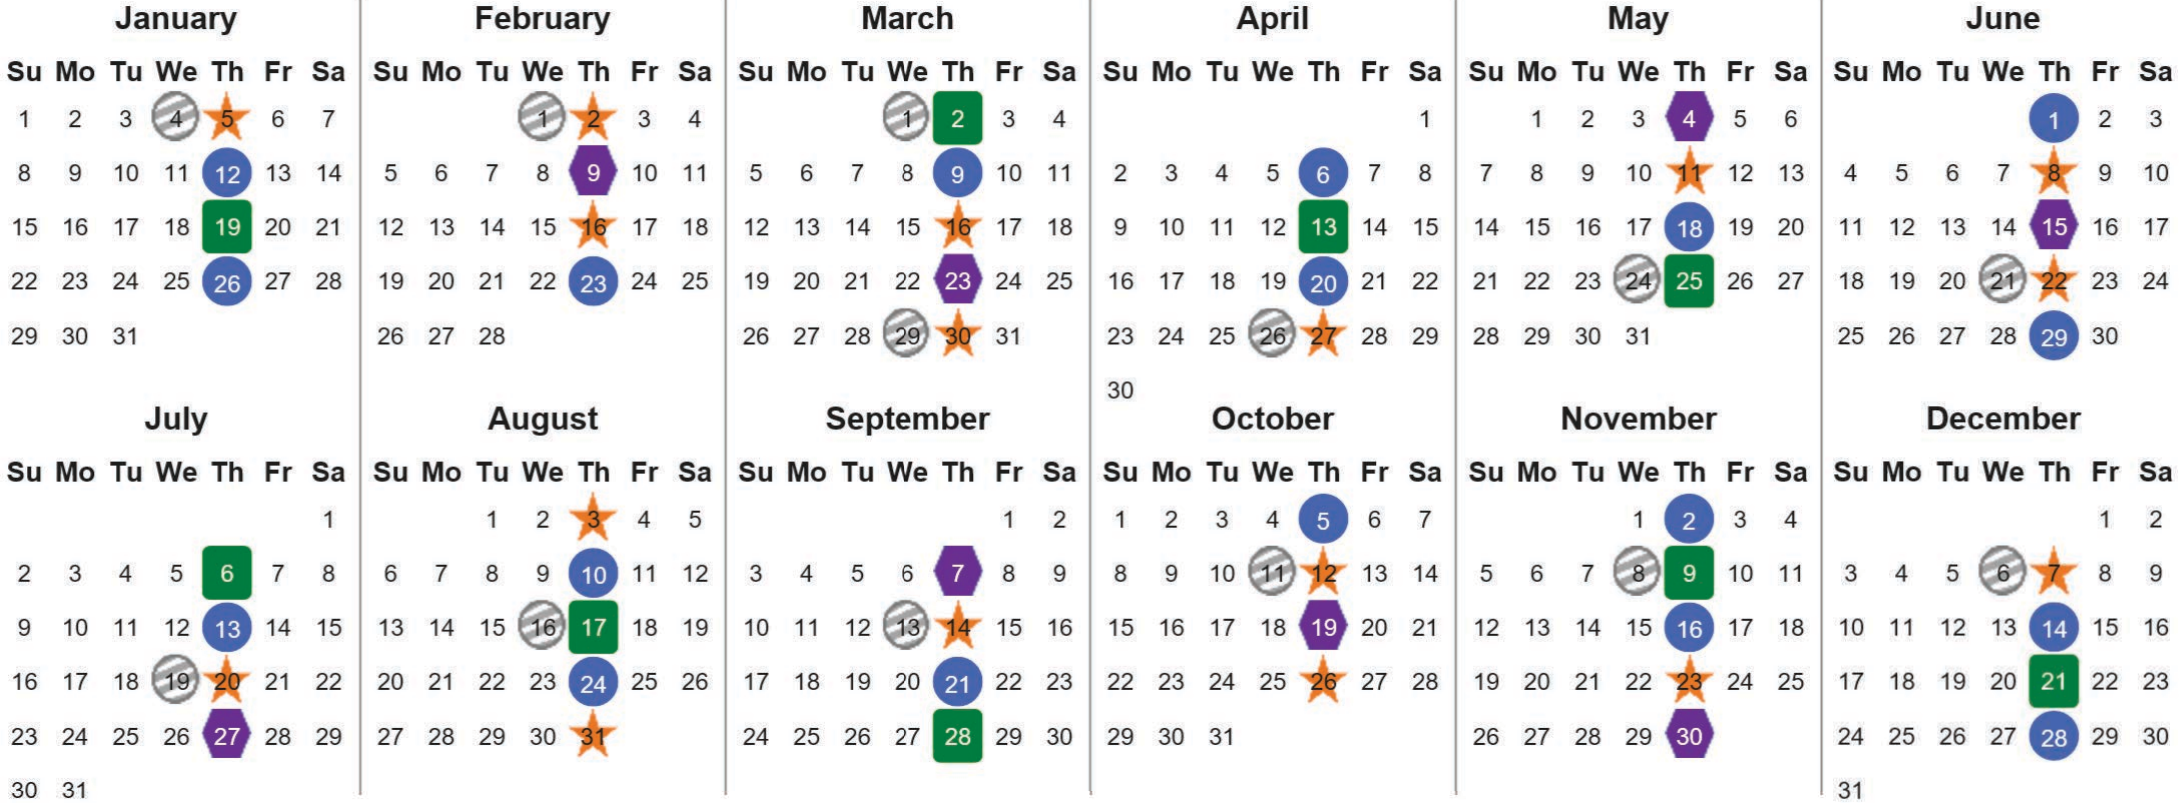 January February March April May June
Su Mo Tu We Th Fr Sa Su Mo Tu We Th Fr Sa Su Mo Tu We Th Fr Sa Su Mo Tu We Th Fr Sa Su Mo Tu We Th Fr Sa Su Mo Tu We Th Fr Sa
1 2 3 4 5 6 7 1 2 3 4 1 2 3 4 1 1 2 3 4 5 6 1 2 3
8 9 10 11 12 13 14 5 6 7 8 9 10 11 5 6 7 8 9 10 11 2 3 4 5 6 7 8 7 8 9 10 11 12 13 4 5 6 7 8 9 10
15 16 17 18 19 20 21 12 13 14 15 16 17 18 12 13 14 15 16 17 18 9 10 11 12 13 14 15 14 15 16 17 18 19 20 11 12 13 14 15 16 17
22 23 24 25 26 27 28 19 20 21 22 23 24 25 19 20 21 22 23 24 25 16 17 18 19 20 21 22 21 22 23 24 25 26 27 18 19 20 21 22 23 24
29 30 31 26 27 28 26 27 28 29 30 31 23 24 25 26 27 28 29 28 29 30 31 25 26 27 28 29 30
30
July August September October November December
Su Mo Tu We Th Fr Sa Su Mo Tu We Th Fr Sa Su Mo Tu We Th Fr Sa Su Mo Tu We Th Fr Sa Su Mo Tu We Th Fr Sa Su Mo Tu We Th Fr Sa
1 1 2 3 4 5 1 2 1 2 3 4 5 6 7 1 2 3 4 1 2
2 3 4 5 6 7 8 6 7 8 9 10 11 12 3 4 5 6 7 8 9 8 9 10 11 12 13 14 5 6 7 8 9 10 11 3 4 5 6 7 8 9
9 10 11 12 13 14 15 13 14 15 16 17 18 19 10 11 12 13 14 15 16 15 16 17 18 19 20 21 12 13 14 15 16 17 18 10 11 12 13 14 15 16
16 17 18 19 20 21 22 20 21 22 23 24 25 26 17 18 19 20 21 22 23 22 23 24 25 26 27 28 19 20 21 22 23 24 25 17 18 19 20 21 22 23
23 24 25 26 27 28 29 27 28 29 30 31 24 25 26 27 28 29 30 29 30 31 26 27 28 29 30 24 25 26 27 28 29 30
30 31 31